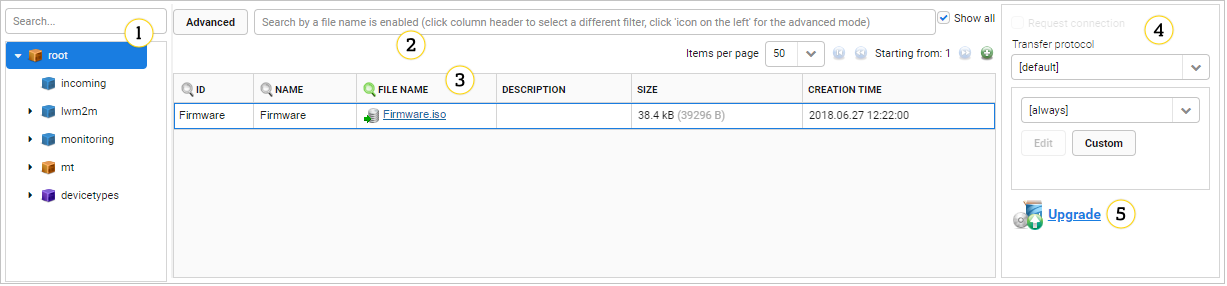 Search...
1
root
incoming
lwm2m
monitoring
mt
devicetypes
Advanced
Search by a file name is enabled (click column header to select a different filter, click 'icon on the left' for the advanced mode)
Show all
2
Items per page 50 Starting from: 1
3
ID NAME FILE NAME DESCRIPTION SIZE CREATION TIME
Firmware Firmware Firmware.iso 38.4 kB (39296 B) 2018.06.27 12:22:00
Request connection
4
Transfer protocol
[default]
[always]
Edit Custom
Upgrade 5